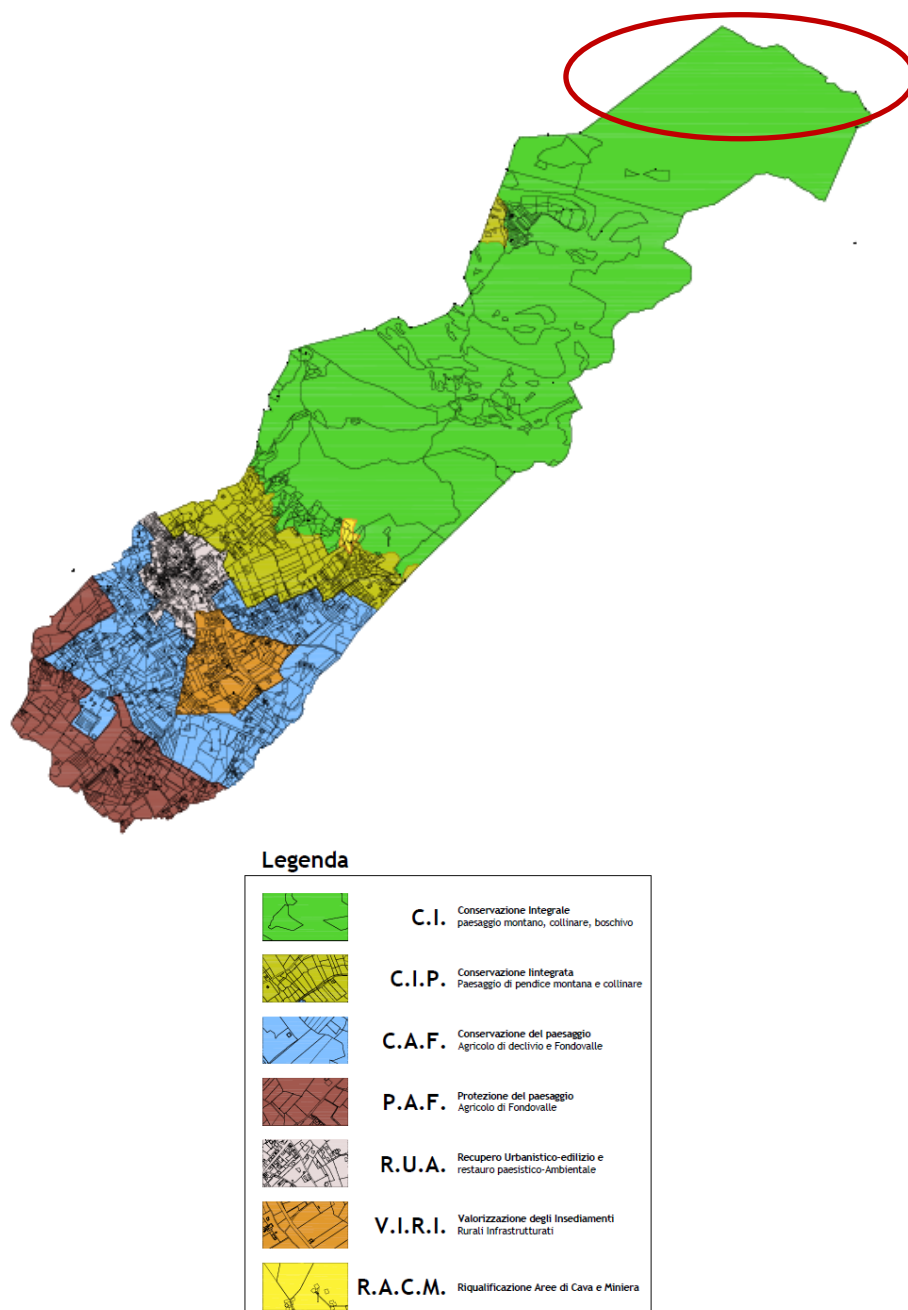 Legenda
C.I. Conservazione Integrale
paesaggio montano, collinare, boschivo
C.I.P. Conservazione Iintegrata
Paesaggio di pendice montana e collinare
C.A.F. Conservazione del paesaggio
Agricolo di declivio e Fondovalle
P.A.F. Protezione del paesaggio
Agricolo di Fondovalle
R.U.A. Recupero Urbanistico-edilizio e
restauro paesistico-Ambientale
V.I.R.I. Valorizzazione degli Insediamenti
Rurali Infrastrutturati
R.A.C.M. Riqualificazione Aree di Cava e Miniera